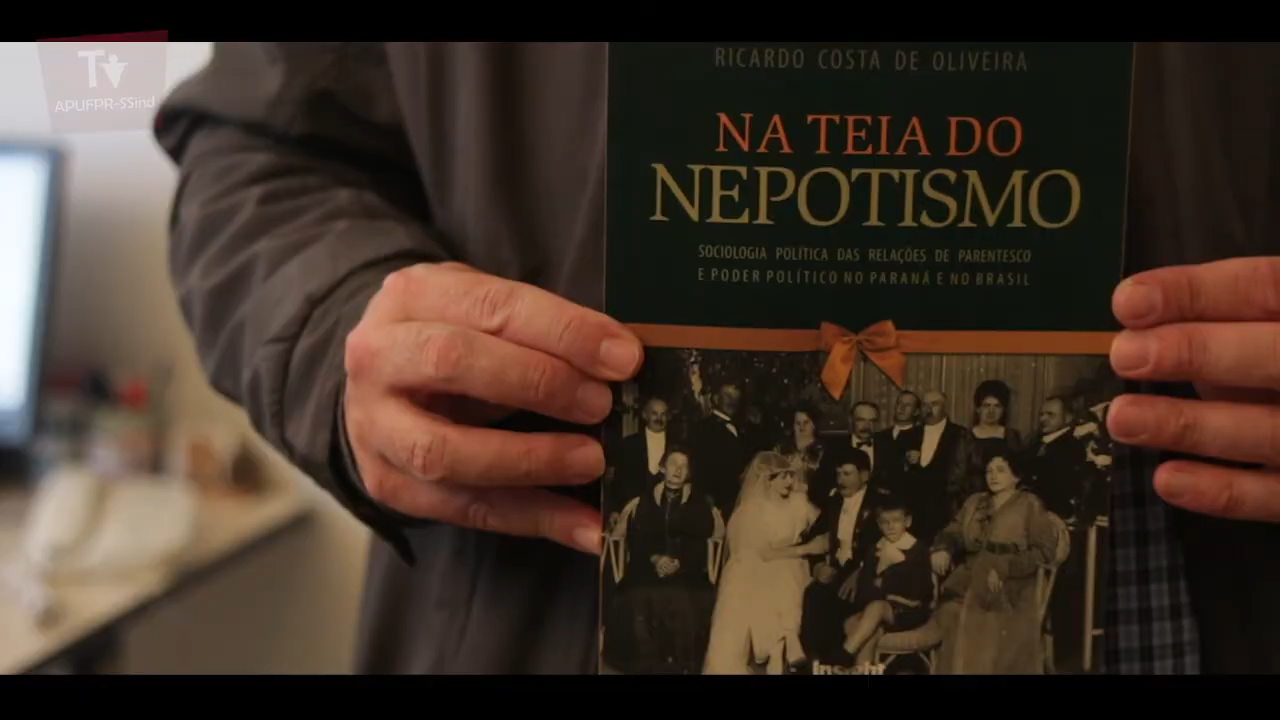 TV
APUFPR-SSind
RICARDO COSTA DE OLIVEIRA
NA TEIA DO
NEPOTISMO
SOCIOLOGIA POLÍTICA DAS RELAÇÕES DE PARENTESCO
E PODER POLÍTICO NO PARANÁ E NO BRASIL
Insight